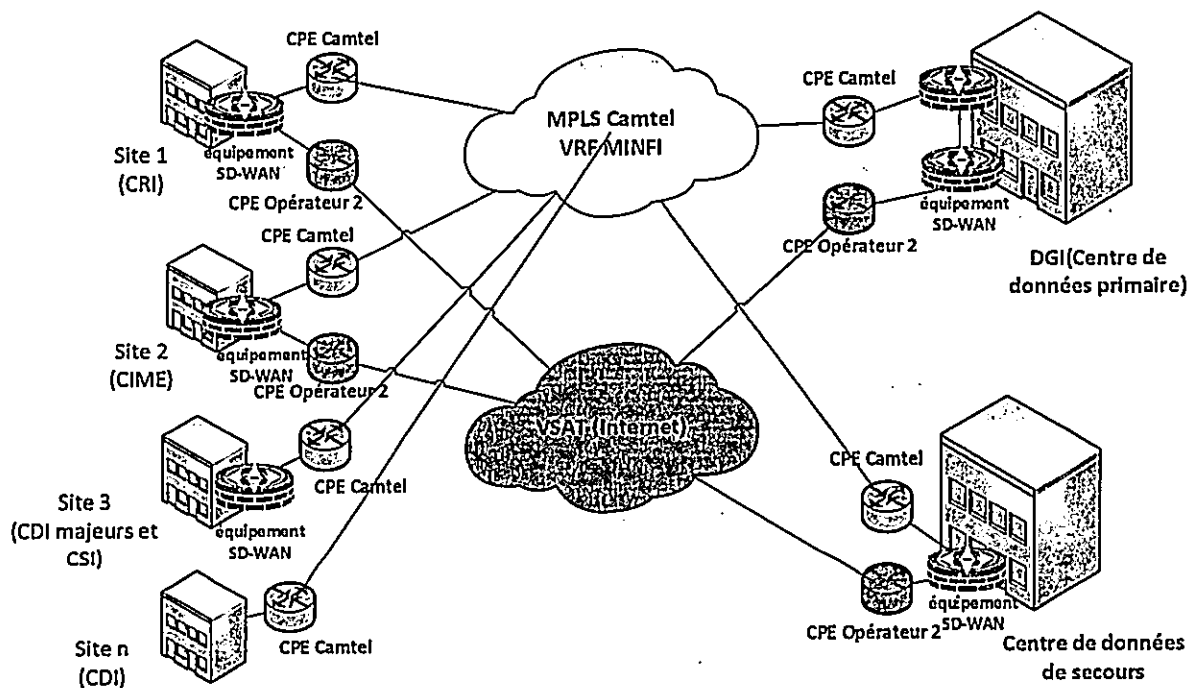 CPE Camtel
Site 1
(CRI)
équipement
SD-WAN
CPE Opérateur 2
CPE Camtel
Site 2
(CIME)
équipement
SD-WAN
CPE Opérateur 2
Site 3
(CDI majeurs et
CSI)
équipement
SD-WAN
CPE Camtel
Site n
(CDI)
CPE Camtel
MPLS Camtel
VRF MINFI
VSAT (Internet)
CPE Camtel
CPE Opérateur 2
équipement
SD-WAN
DGI(Centre de
données primaire)
CPE Camtel
CPE Opérateur 2
équipement
SD-WAN
Centre de données
de secours